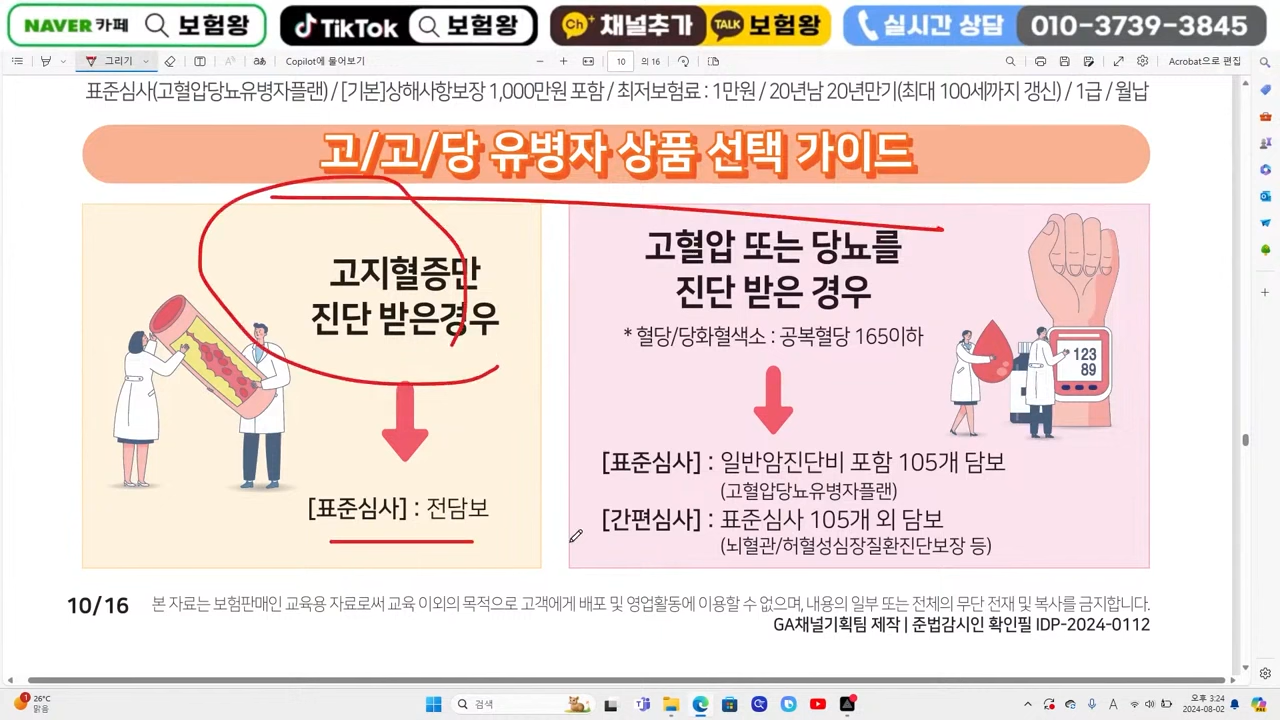 NAVER 카페 보험왕
TikTok 보험왕
Ch+ 채널추가 TALK 보험왕
실시간 상담 010-3739-3845
그리기
Copilot에 물어보기
10 의 16
Acrobat으로 편집
표준심사(고혈압당뇨유병자플랜) / [기본]상해사항보장 1,000만원 포함 / 최저보험료 : 1만원 / 20년남 20년만기(최대 100세까지 갱신) / 1급 / 월납
고/고/당 유병자 상품 선택 가이드
고지혈증만
진단 받은경우
[표준심사] : 전담보
고혈압 또는 당뇨를
진단 받은 경우
* 혈당/당화혈색소 : 공복혈당 165이하
123
89
[표준심사] : 일반암진단비 포함 105개 담보
(고혈압당뇨유병자플랜)
[간편심사] : 표준심사 105개 외 담보
(뇌혈관/허혈성심장질환진단보장 등)
10/16 본 자료는 보험판매인 교육용 자료로써 교육 이외의 목적으로 고객에게 배포 및 영업활동에 이용할 수 없으며, 내용의 일부 또는 전체의 무단 전재 및 복사를 금지합니다.
GA채널기획팀 제작 | 준법감시인 확인필 IDP-2024-0112
1
26°C
맑음
검색
A
오후 3:24
2024-08-02